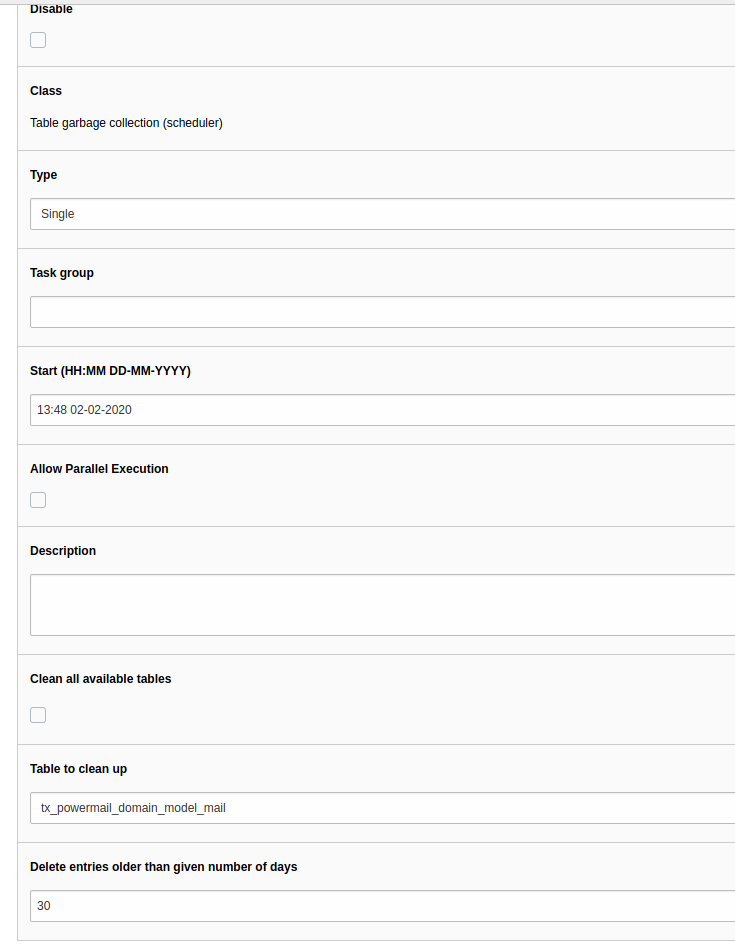 Disable
Class
Table garbage collection (scheduler)
Type
Single
Task group
Start (HH:MM DD-MM-YYYY)
13:48 02-02-2020
Allow Parallel Execution
Description
Clean all available tables
Table to clean up
tx_powermail_domain_model_mail
Delete entries older than given number of days
30